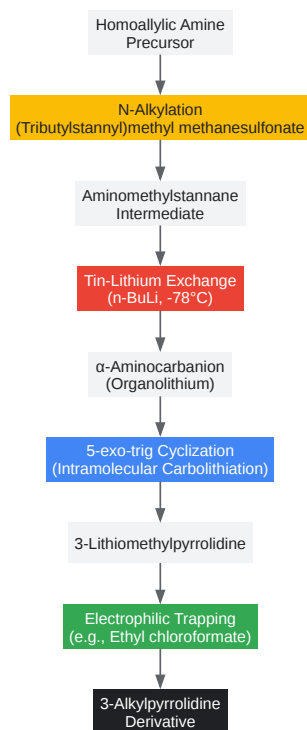 Homoallylic Amine
Precursor
N-Alkylation
(Tributylstannyl)methyl methanesulfonate
Aminomethylstannane
Intermediate
Tin-Lithium Exchange
(n-BuLi, -78°C)
α-Aminocarbanion
(Organolithium)
5-exo-trig Cyclization
(Intramolecular Carbolithiation)
3-Lithiomethylpyrrolidine
Electrophilic Trapping
(e.g., Ethyl chloroformate)
3-Alkylpyrrolidine
Derivative